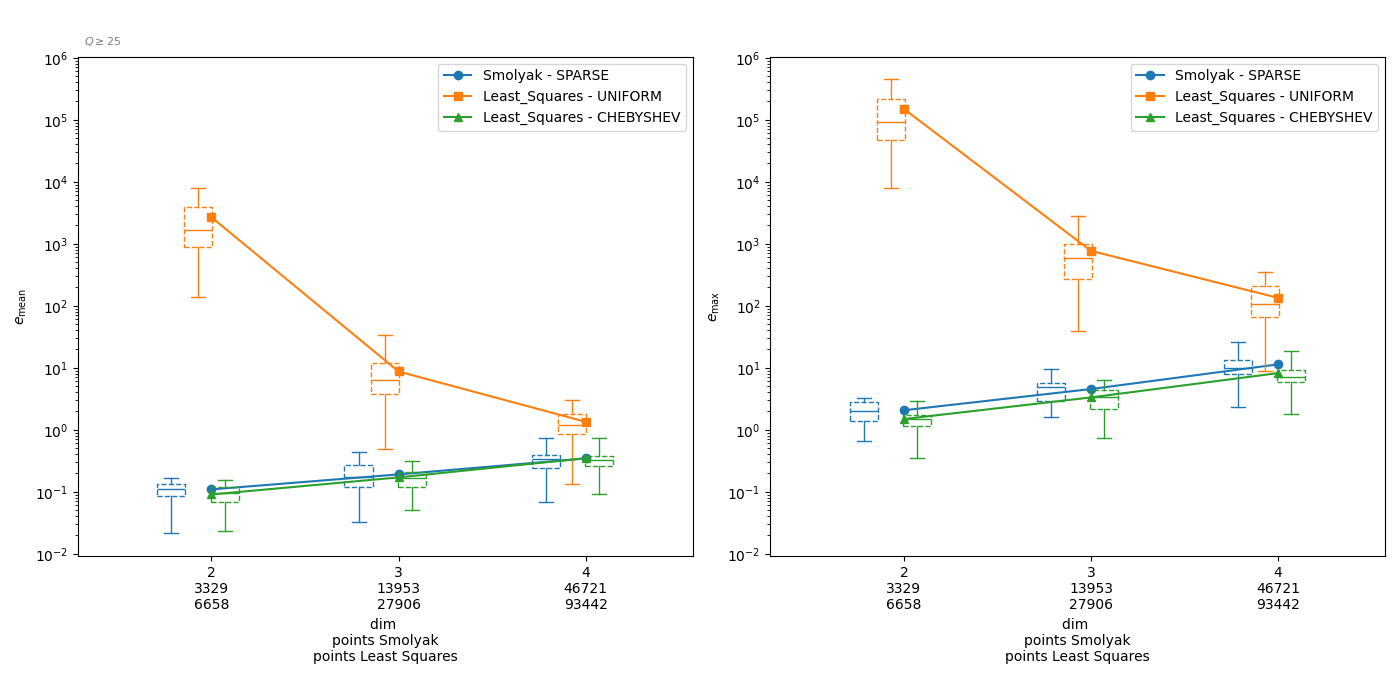 Q ≥ 25
10⁶
10⁵
10⁴
10³
10²
10¹
10⁰
10⁻¹
10⁻²
e_mean
Smolyak - SPARSE
Least_Squares - UNIFORM
Least_Squares - CHEBYSHEV
2 3 4
3329 13953 46721
6658 27906 93442
dim
points Smolyak
points Least Squares
10⁶
10⁵
10⁴
10³
10²
10¹
10⁰
10⁻¹
10⁻²
e_max
Smolyak - SPARSE
Least_Squares - UNIFORM
Least_Squares - CHEBYSHEV
2 3 4
3329 13953 46721
6658 27906 93442
dim
points Smolyak
points Least Squares